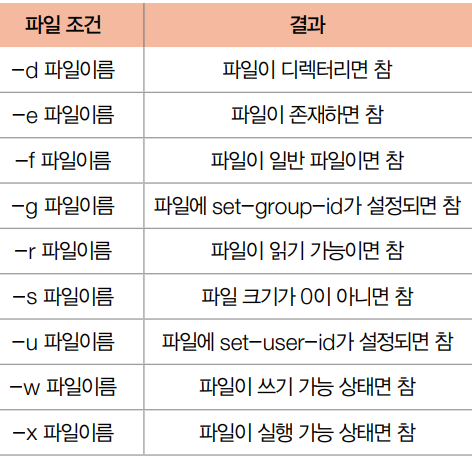 파일 조건 결과
-d 파일이름 파일이 디렉터리면 참
-e 파일이름 파일이 존재하면 참
-f 파일이름 파일이 일반 파일이면 참
-g 파일이름 파일에 set-group-id가 설정되면 참
-r 파일이름 파일이 읽기 가능이면 참
-s 파일이름 파일 크기가 0이 아니면 참
-u 파일이름 파일에 set-user-id가 설정되면 참
-w 파일이름 파일이 쓰기 가능 상태면 참
-x 파일이름 파일이 실행 가능 상태면 참